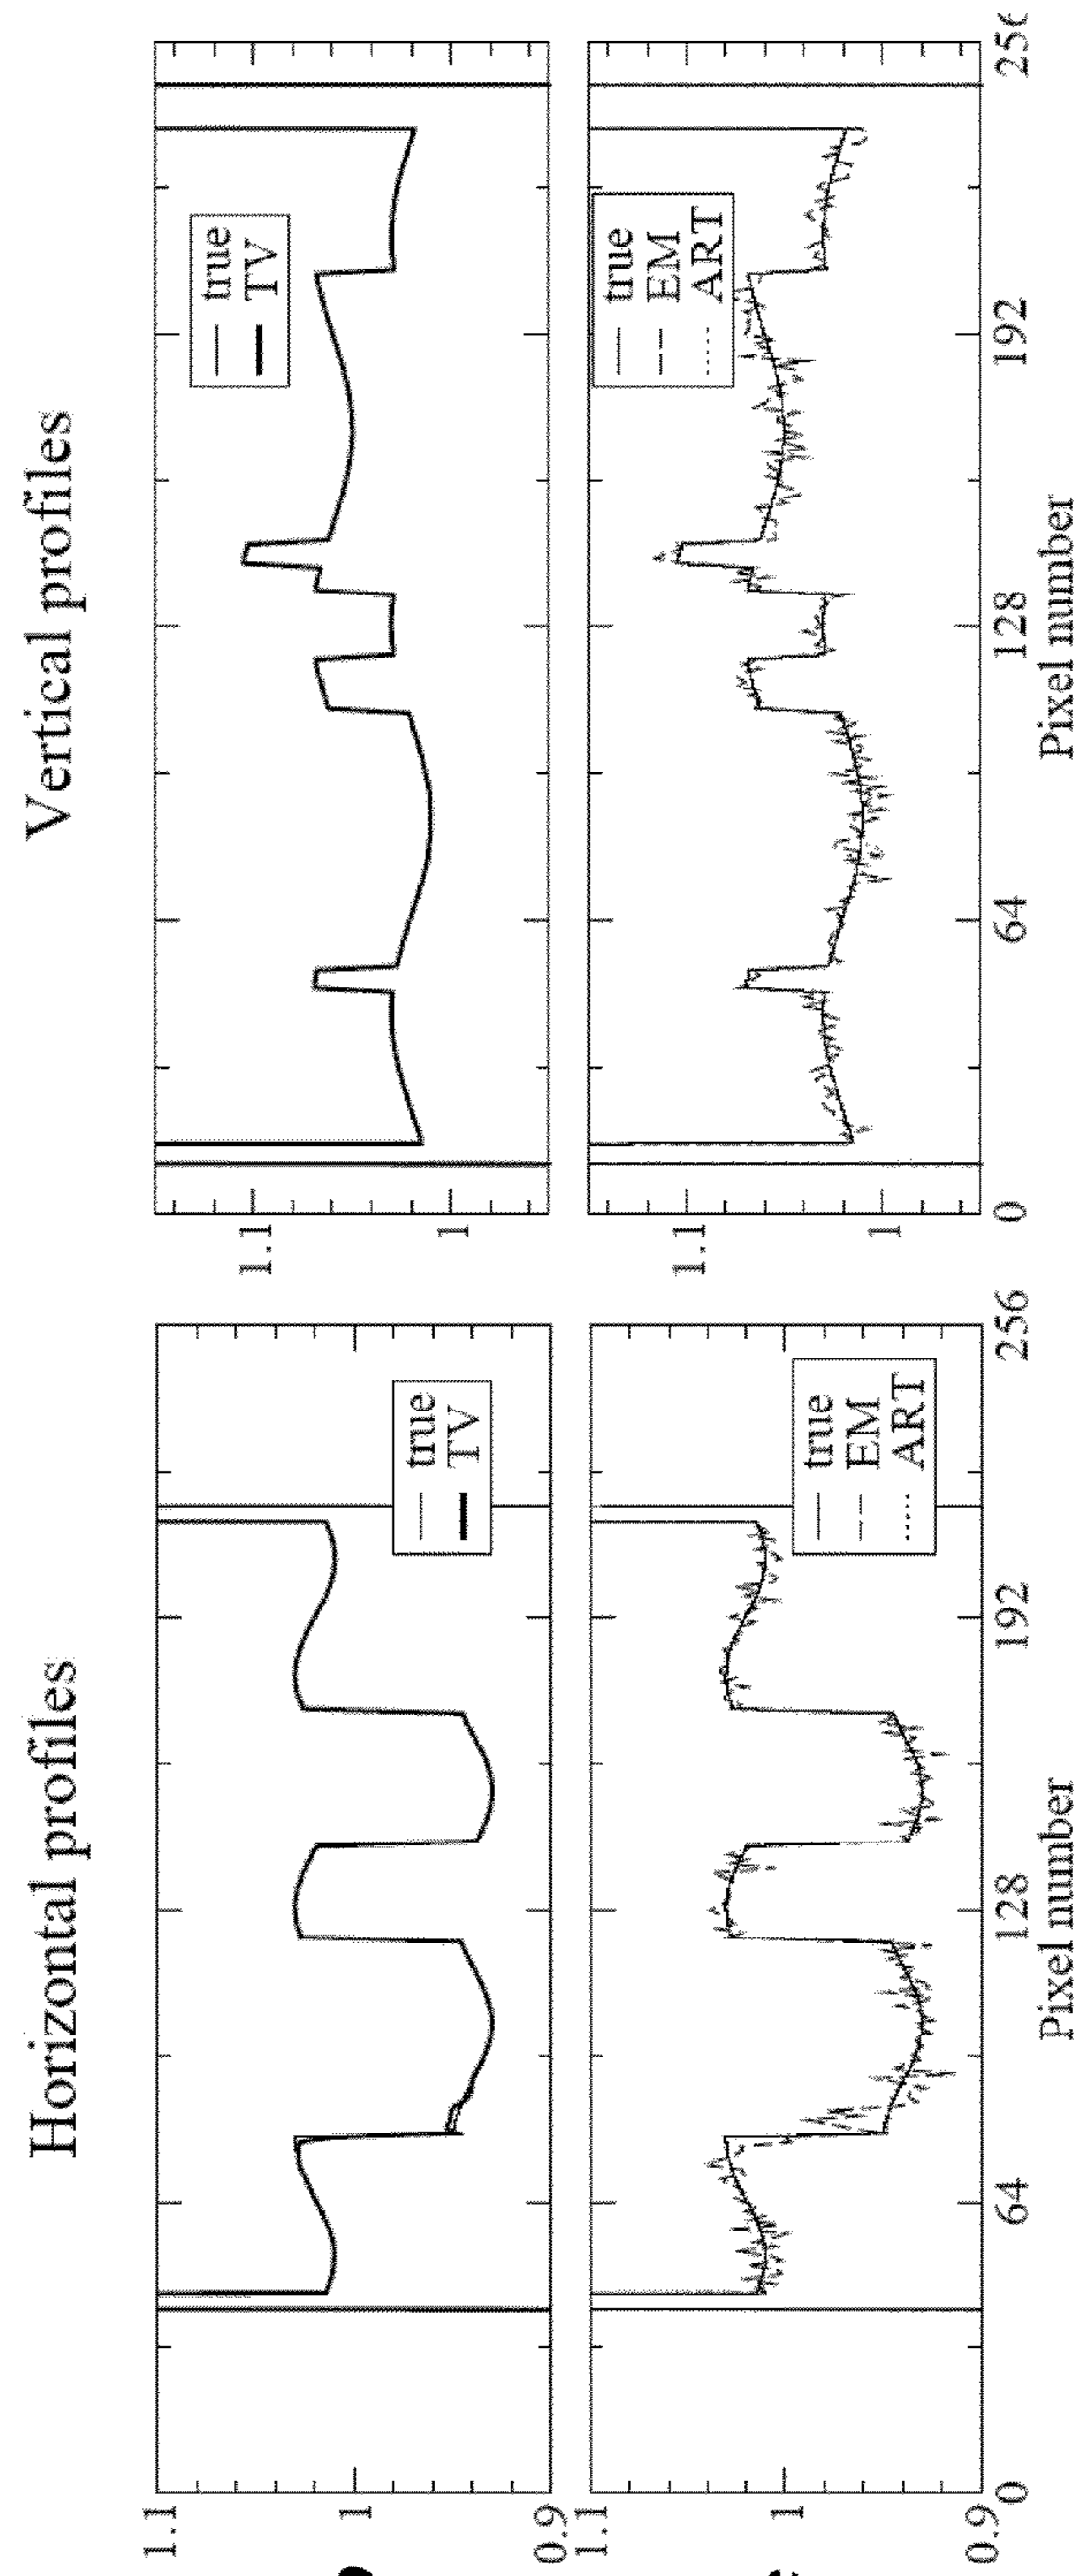 Horizontal profiles
1.1
1
0.9
true
TV
1.1
1
0.9
true
EM
ART
0
64
128
192
256
Pixel number
Vertical profiles
1.1
1
true
TV
1.1
1
true
EM
ART
0
64
128
192
Pixel number